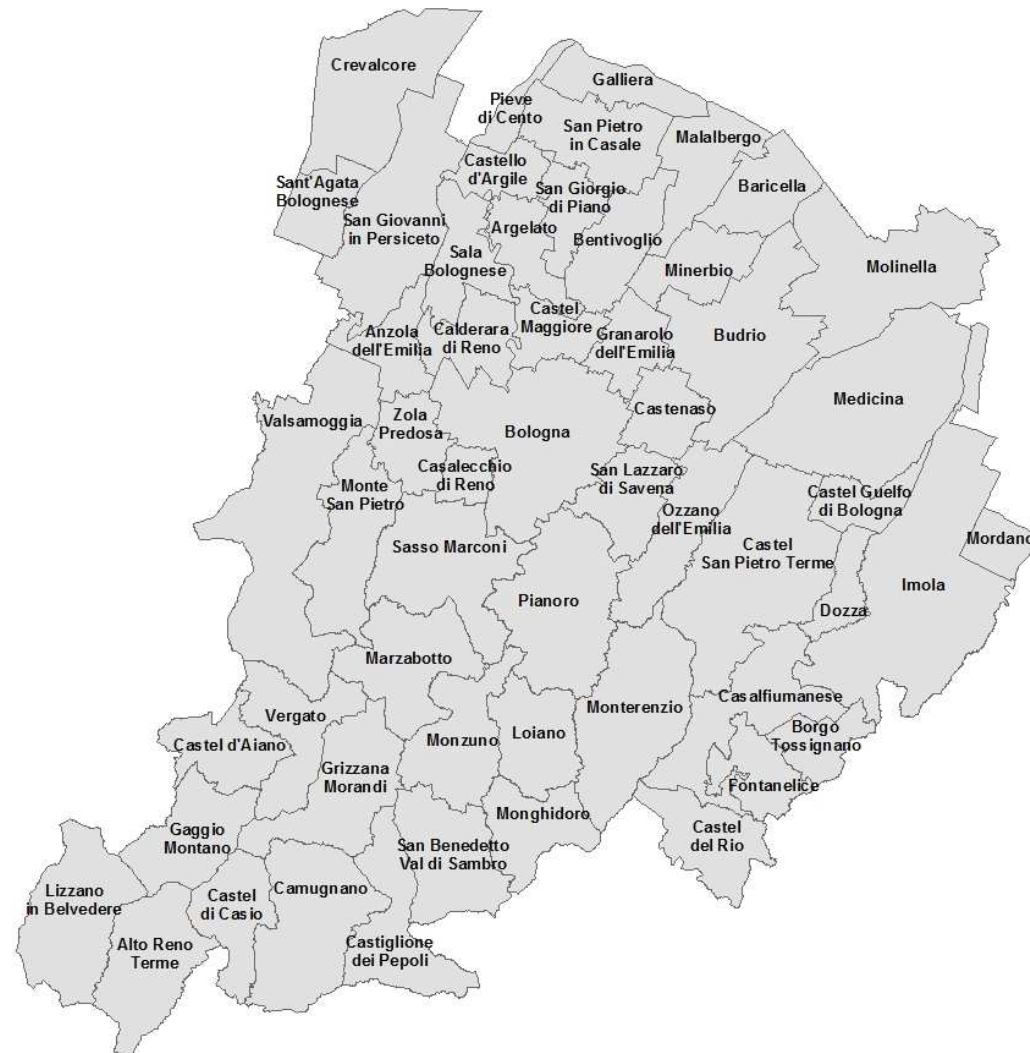 Crevalcore
Galliera
Pieve
di Cento
San Pietro
in Casale
Malalbergo
Castello
d'Argile
Sant'Agata
Bolognese
San Giorgio
di Piano
Baricella
San Giovanni
in Persiceto
Argelato
Bentivoglio
Sala
Bolognese
Minerbio
Molinella
Castel
Maggiore
Anzola
dell'Emilia
Calderara
di Reno
Granarolo
dell'Emilia
Budrio
Medicina
Valsamoggia
Zola
Predosa
Bologna
Castenaso
Casalecchio
di Reno
San Lazzaro
di Savena
Monte
San Pietro
Castel Guelfo
di Bologna
Ozzano
dell'Emilia
Sasso Marconi
Castel
San Pietro Terme
Mordano
Imola
Pianoro
Dozza
Marzabotto
Casalfiumanese
Monterenzio
Vergato
Castel d'Aiano
Monzuno
Loiano
Borgo
Tossignano
Grizzana
Morandi
Fontanelice
Monghidoro
Gaggio
Montano
San Benedetto
Val di Sambro
Castel
del Rio
Lizzano
in Belvedere
Castel
di Casio
Camugnano
Alto Reno
Terme
Castiglione
dei Pepoli